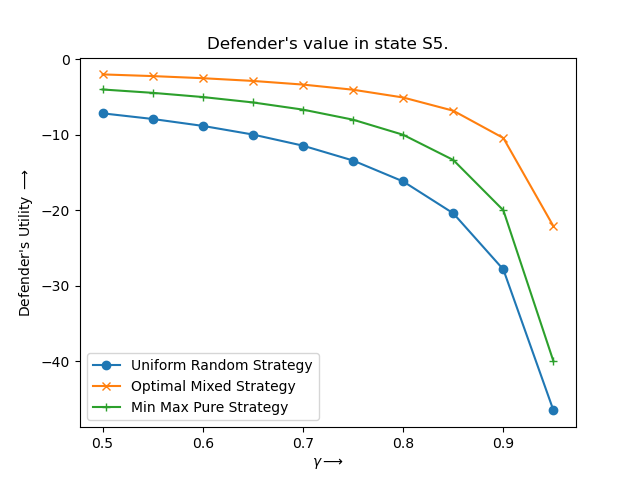 Defender's value in state S5.
Defender's Utility ⟶
0
−10
−20
−30
−40
Uniform Random Strategy
Optimal Mixed Strategy
Min Max Pure Strategy
0.5 0.6 0.7 0.8 0.9
γ⟶